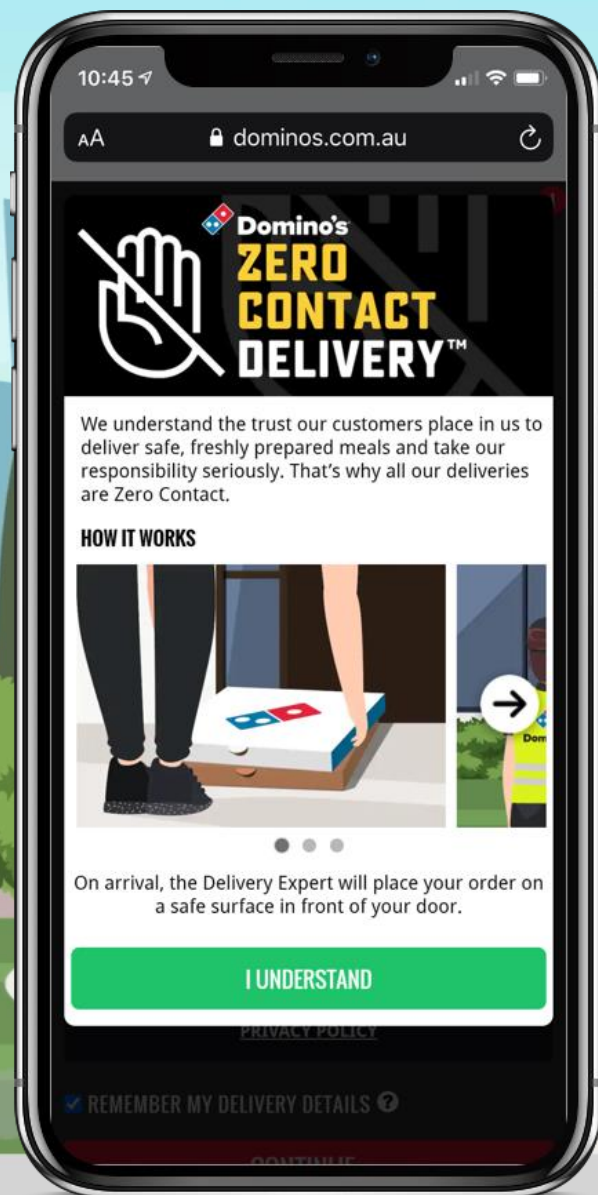 10:45
AA dominos.com.au
Domino's
ZERO
CONTACT
DELIVERY™
We understand the trust our customers place in us to
deliver safe, freshly prepared meals and take our
responsibility seriously. That's why all our deliveries
are Zero Contact.
HOW IT WORKS
Dom
On arrival, the Delivery Expert will place your order on
a safe surface in front of your door.
I UNDERSTAND
PRIVACY POLICY
REMEMBER MY DELIVERY DETAILS ?
CONTINUE